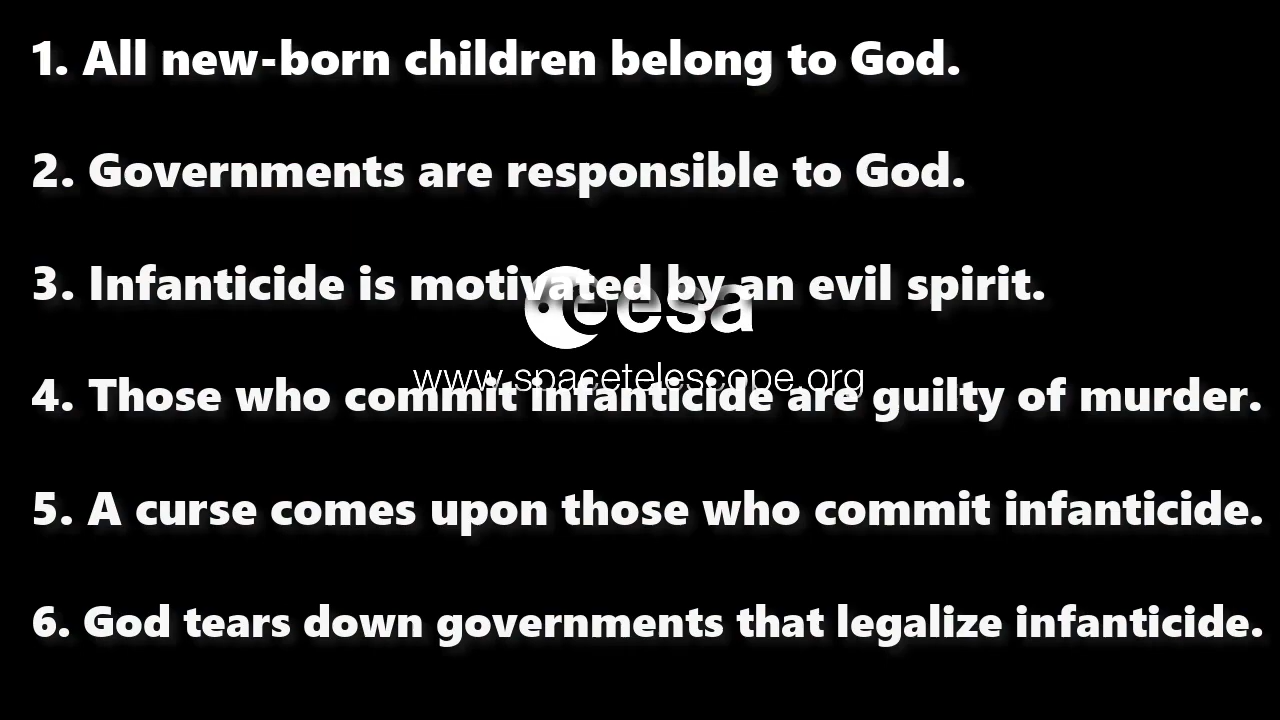 1. All new-born children belong to God.
2. Governments are responsible to God.
3. Infanticide is motivated by an evil spirit.
esa
www.spacetelescope.org
4. Those who commit infanticide are guilty of murder.
5. A curse comes upon those who commit infanticide.
6. God tears down governments that legalize infanticide.